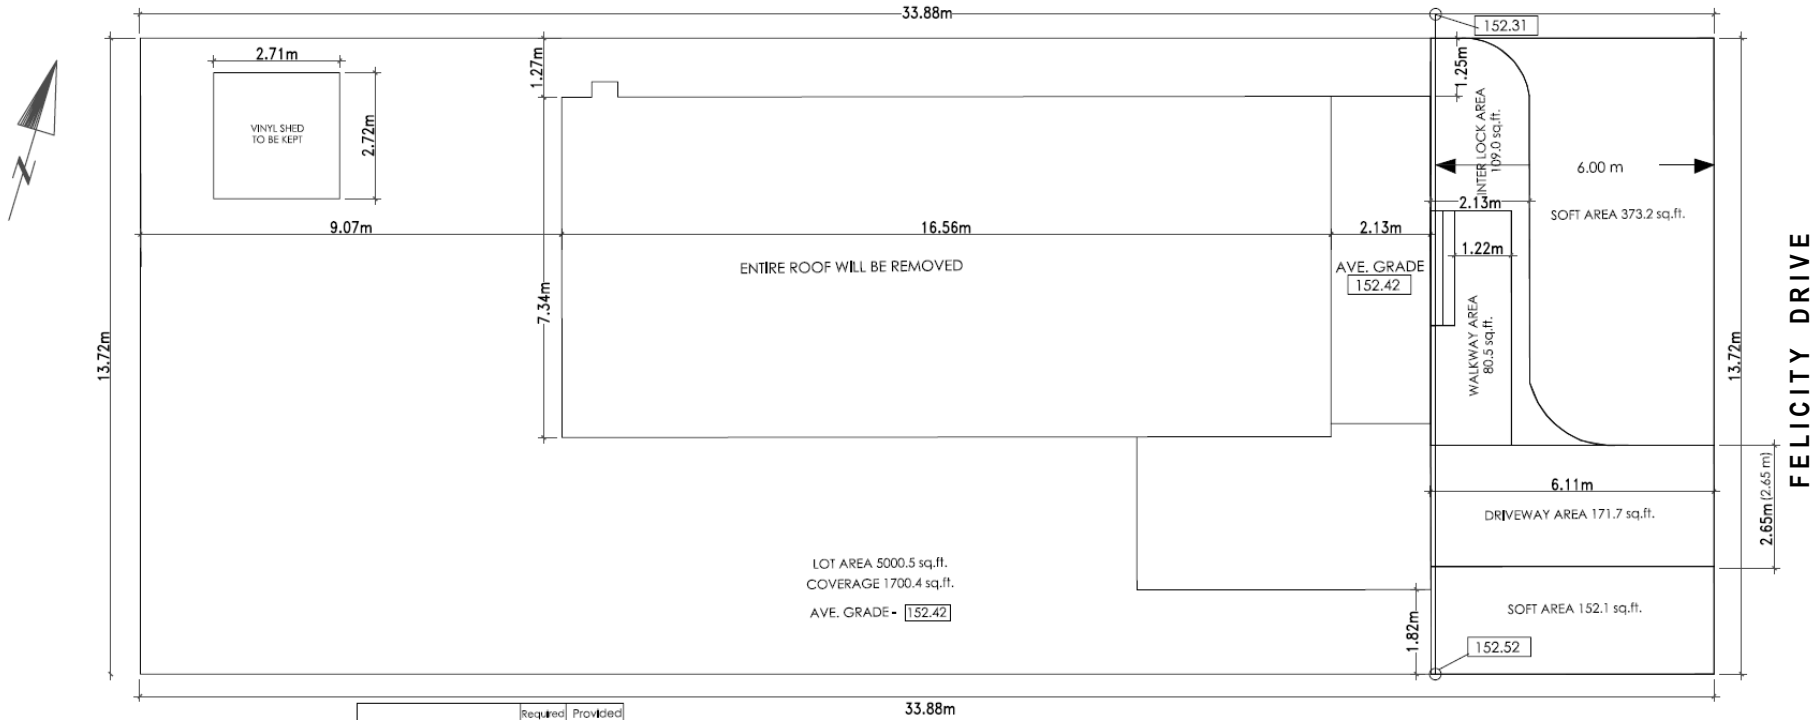 33.88m
152.31
2.71m
1.27m
1.25m
VINYL SHED
TO BE KEPT
2.72m
INTER LOCK AREA
109.0 sq.ft.
6.00 m
N
2.13m
SOFT AREA 373.2 sq.ft.
9.07m
16.56m
2.13m
1.22m
ENTIRE ROOF WILL BE REMOVED
AVE. GRADE
152.42
7.34m
13.72m
WALKWAY AREA
80.5 sq.ft.
13.72m
FELICITY DRIVE
6.11m
2.65m (2.65 m)
DRIVEWAY AREA 171.7 sq.ft.
LOT AREA 5000.5 sq.ft.
COVERAGE 1700.4 sq.ft.
AVE. GRADE- 152.42
SOFT AREA 152.1 sq.ft.
1.82m
152.52
33.88m
Required Provided